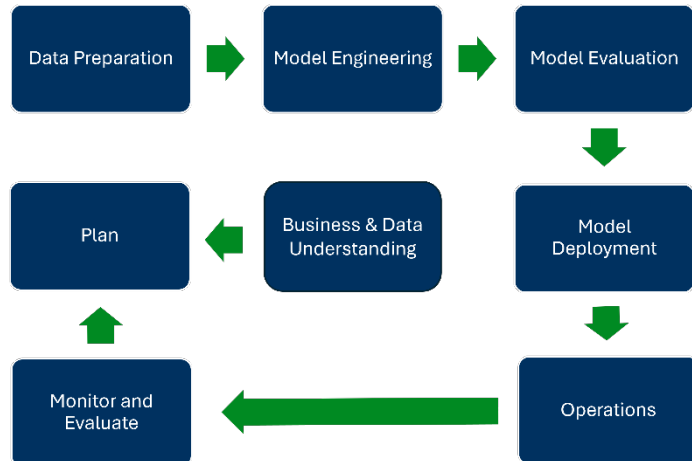 Data Preparation
Model Engineering
Model Evaluation
Plan
Business & Data
Understanding
Model
Deployment
Monitor and
Evaluate
Operations